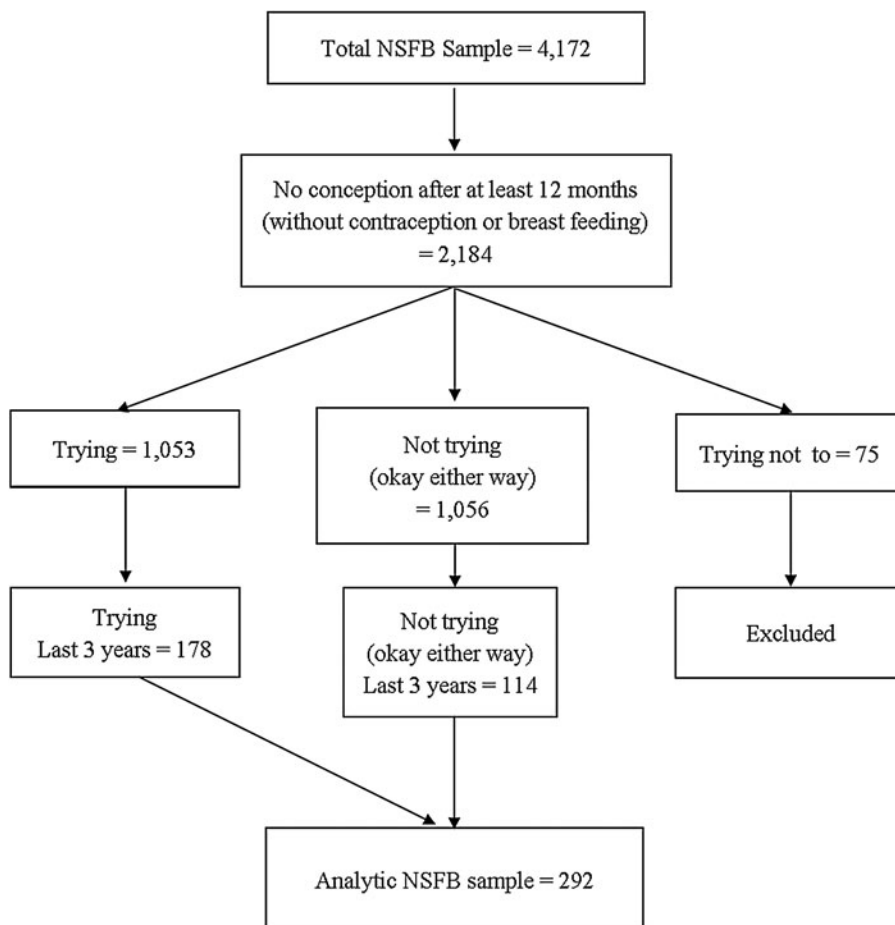 Total NSFB Sample = 4,172
No conception after at least 12 months
(without contraception or breast feeding)
= 2,184
Trying = 1,053
Not trying
(okay either way)
= 1,056
Trying not to = 75
Trying
Last 3 years = 178
Not trying
(okay either way)
Last 3 years = 114
Excluded
Analytic NSFB sample = 292